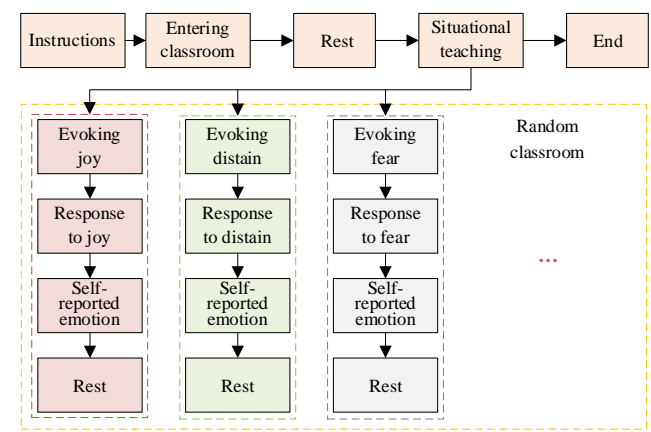 Instructions
Entering
classroom
Rest
Situational
teaching
End
Evoking
joy
Response
to joy
Self-
reported
emotion
Rest
Evoking
distain
Response
to distain
Self-
reported
emotion
Rest
Evoking
fear
Response
to fear
Self-
reported
emotion
Rest
Random
classroom
...